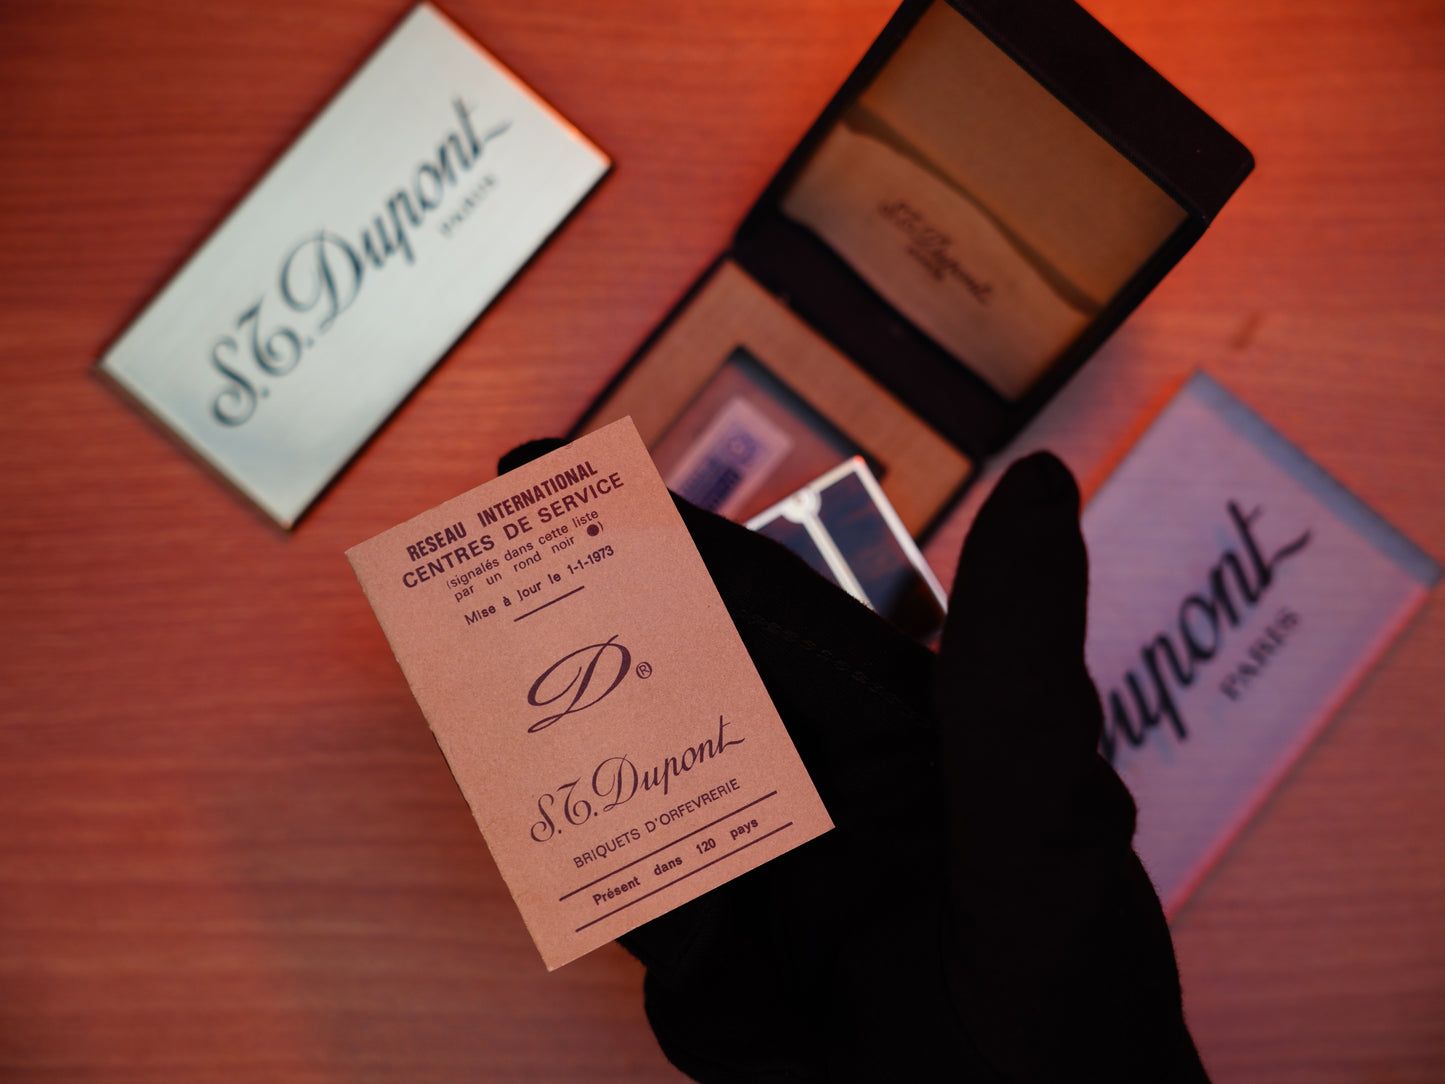 S.T. Dupont
PARIS
S.T. Dupont
RESEAU INTERNATIONAL
CENTRES DE SERVICE
(signalés dans cette liste
par un rond noir ●)
Mise à jour le 1-1-1973
D®
S.T. Dupont
BRIQUETS D'ORFEVRERIE
Présent dans 120 pays
Dupont
PARIS